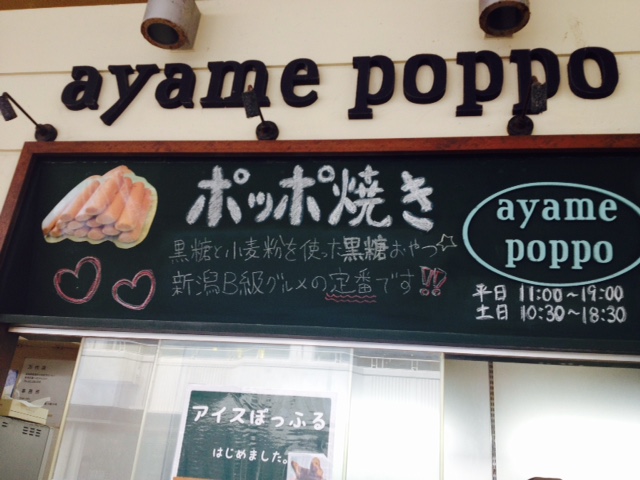 ayame poppo
ポッポ焼き
黒糖と小麦粉を使った黒糖おやつ☆
新潟B級グルメの定番です!!
ayame
poppo
平日 11:00~19:00
土日 10:30~18:30
アイスぽっふる
はじめました。